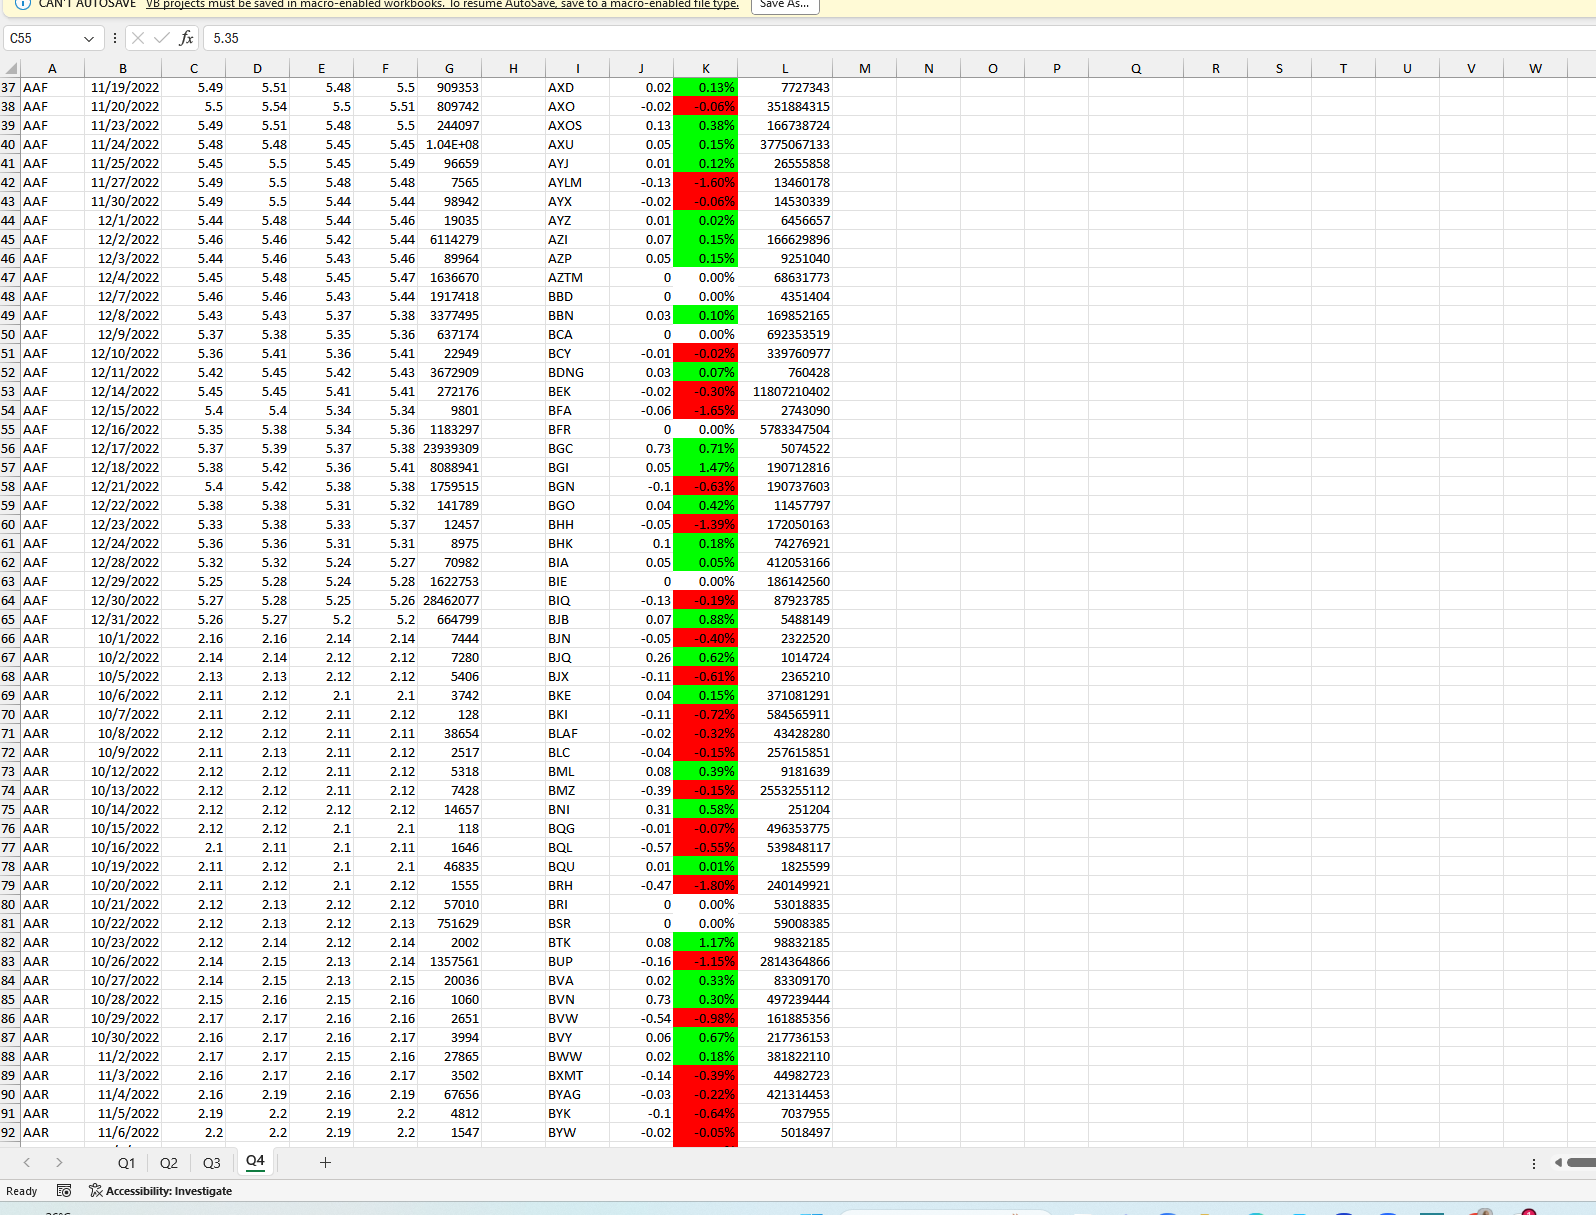 CAN'T AUTOSAVE VB projects must be saved in macro-enabled workbooks. To resume AutoSave, save to a macro-enabled file type. Save As...
C55 fx 5.35
A B C D E F G H I J K L M N O P Q R S T U V W
37 AAF 11/19/2022 5.49 5.51 5.48 5.5 909353 AXD 0.02 0.13% 7727343
38 AAF 11/20/2022 5.5 5.54 5.5 5.51 809742 AXO -0.02 -0.06% 351884315
39 AAF 11/23/2022 5.49 5.51 5.48 5.5 244097 AXOS 0.13 0.38% 166738724
40 AAF 11/24/2022 5.48 5.48 5.45 5.45 1.04E+08 AXU 0.05 0.15% 3775067133
41 AAF 11/25/2022 5.45 5.5 5.45 5.49 96659 AYJ 0.01 0.12% 26555858
42 AAF 11/27/2022 5.49 5.5 5.48 5.48 7565 AYLM -0.13 -1.60% 13460178
43 AAF 11/30/2022 5.49 5.5 5.44 5.44 98942 AYX -0.02 -0.06% 14530339
44 AAF 12/1/2022 5.44 5.48 5.44 5.46 19035 AYZ 0.01 0.02% 6456657
45 AAF 12/2/2022 5.46 5.46 5.42 5.44 6114279 AZI 0.07 0.15% 166629896
46 AAF 12/3/2022 5.44 5.46 5.43 5.46 89964 AZP 0.05 0.15% 9251040
47 AAF 12/4/2022 5.45 5.48 5.45 5.47 1636670 AZTM 0 0.00% 68631773
48 AAF 12/7/2022 5.46 5.46 5.43 5.44 1917418 BBD 0 0.00% 4351404
49 AAF 12/8/2022 5.43 5.43 5.37 5.38 3377495 BBN 0.03 0.10% 169852165
50 AAF 12/9/2022 5.37 5.38 5.35 5.36 637174 BCA 0 0.00% 692353519
51 AAF 12/10/2022 5.36 5.41 5.36 5.41 22949 BCY -0.01 -0.02% 339760977
52 AAF 12/11/2022 5.42 5.45 5.42 5.43 3672909 BDNG 0.03 0.07% 760428
53 AAF 12/14/2022 5.45 5.45 5.41 5.41 272176 BEK -0.02 -0.30% 11807210402
54 AAF 12/15/2022 5.4 5.4 5.34 5.34 9801 BFA -0.06 -1.65% 2743090
55 AAF 12/16/2022 5.35 5.38 5.34 5.36 1183297 BFR 0 0.00% 5783347504
56 AAF 12/17/2022 5.37 5.39 5.37 5.38 23939309 BGC 0.73 0.71% 5074522
57 AAF 12/18/2022 5.38 5.42 5.36 5.41 8088941 BGI 0.05 1.47% 190712816
58 AAF 12/21/2022 5.4 5.42 5.38 5.38 1759515 BGN -0.1 -0.63% 190737603
59 AAF 12/22/2022 5.38 5.38 5.31 5.32 141789 BGO 0.04 0.42% 11457797
60 AAF 12/23/2022 5.33 5.38 5.33 5.37 12457 BHH -0.05 -1.39% 172050163
61 AAF 12/24/2022 5.36 5.36 5.31 5.31 8975 BHK 0.1 0.18% 74276921
62 AAF 12/28/2022 5.32 5.32 5.24 5.27 70982 BIA 0.05 0.05% 412053166
63 AAF 12/29/2022 5.25 5.28 5.24 5.28 1622753 BIE 0 0.00% 186142560
64 AAF 12/30/2022 5.27 5.28 5.25 5.26 28462077 BIQ -0.13 -0.19% 87923785
65 AAF 12/31/2022 5.26 5.27 5.2 5.2 664799 BJB 0.07 0.88% 5488149
66 AAR 10/1/2022 2.16 2.16 2.14 2.14 7444 BJN -0.05 -0.40% 2322520
67 AAR 10/2/2022 2.14 2.14 2.12 2.12 7280 BJQ 0.26 0.62% 1014724
68 AAR 10/5/2022 2.13 2.13 2.12 2.12 5406 BJX -0.11 -0.61% 2365210
69 AAR 10/6/2022 2.11 2.12 2.1 2.1 3742 BKE 0.04 0.15% 371081291
70 AAR 10/7/2022 2.11 2.12 2.11 2.12 128 BKI -0.11 -0.72% 584565911
71 AAR 10/8/2022 2.12 2.12 2.11 2.11 38654 BLAF -0.02 -0.32% 43428280
72 AAR 10/9/2022 2.11 2.13 2.11 2.12 2517 BLC -0.04 -0.15% 257615851
73 AAR 10/12/2022 2.12 2.12 2.11 2.12 5318 BML 0.08 0.39% 9181639
74 AAR 10/13/2022 2.12 2.12 2.11 2.12 7428 BMZ -0.39 -0.15% 2553255112
75 AAR 10/14/2022 2.12 2.12 2.12 2.12 14657 BNI 0.31 0.58% 251204
76 AAR 10/15/2022 2.12 2.12 2.1 2.1 118 BQG -0.01 -0.07% 496353775
77 AAR 10/16/2022 2.1 2.11 2.1 2.11 1646 BQL -0.57 -0.55% 539848117
78 AAR 10/19/2022 2.11 2.12 2.1 2.1 46835 BQU 0.01 0.01% 1825599
79 AAR 10/20/2022 2.11 2.12 2.1 2.12 1555 BRH -0.47 -1.80% 240149921
80 AAR 10/21/2022 2.12 2.13 2.12 2.12 57010 BRI 0 0.00% 53018835
81 AAR 10/22/2022 2.12 2.13 2.12 2.13 751629 BSR 0 0.00% 59008385
82 AAR 10/23/2022 2.12 2.14 2.12 2.14 2002 BTK 0.08 1.17% 98832185
83 AAR 10/26/2022 2.14 2.15 2.13 2.14 1357561 BUP -0.16 -1.15% 2814364866
84 AAR 10/27/2022 2.14 2.15 2.13 2.15 20036 BVA 0.02 0.33% 83309170
85 AAR 10/28/2022 2.15 2.16 2.15 2.16 1060 BVN 0.73 0.30% 497239444
86 AAR 10/29/2022 2.17 2.17 2.16 2.16 2651 BVW -0.54 -0.98% 161885356
87 AAR 10/30/2022 2.16 2.17 2.16 2.17 3994 BVY 0.06 0.67% 217736153
88 AAR 11/2/2022 2.17 2.17 2.15 2.16 27865 BWW 0.02 0.18% 381822110
89 AAR 11/3/2022 2.16 2.17 2.16 2.17 3502 BXMT -0.14 -0.39% 44982723
90 AAR 11/4/2022 2.16 2.19 2.16 2.19 67656 BYAG -0.03 -0.22% 421314453
91 AAR 11/5/2022 2.19 2.2 2.19 2.2 4812 BYK -0.1 -0.64% 7037955
92 AAR 11/6/2022 2.2 2.2 2.19 2.2 1547 BYW -0.02 -0.05% 5018497
Q1 Q2 Q3 Q4 +
Ready Accessibility: Investigate